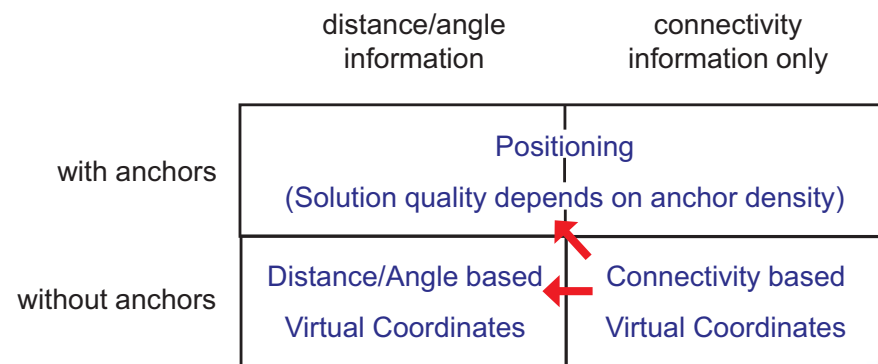 distance/angle
information
connectivity
information only
with anchors
Positioning
(Solution quality depends on anchor density)
without anchors
Distance/Angle based
Virtual Coordinates
Connectivity based
Virtual Coordinates